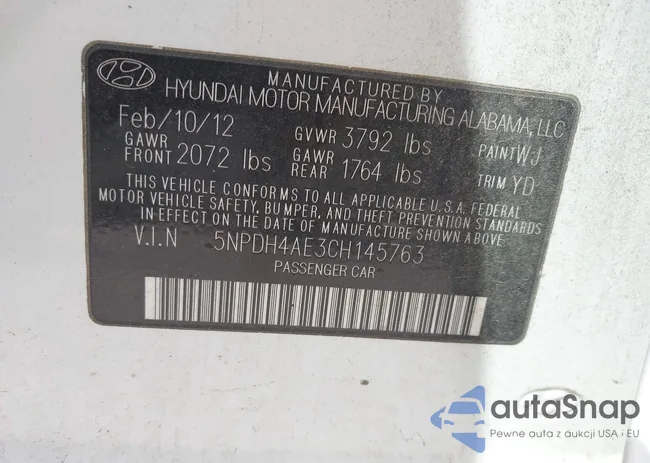 MANUFACTURED BY
HYUNDAI MOTOR MANUFACTURING ALABAMA, LLC
Feb/10/12 GVWR 3792 lbs PAINT WJ
GAWR FRONT 2072 lbs GAWR REAR 1764 lbs TRIM YD
THIS VEHICLE CONFORMS TO ALL APPLICABLE U.S.A. FEDERAL
MOTOR VEHICLE SAFETY, BUMPER, AND THEFT PREVENTION STANDARDS
IN EFFECT ON THE DATE OF MANUFACTURE SHOWN ABOVE.
V.I.N 5NPDH4AE3CH145763
PASSENGER CAR
autoSnap
Pewne auta z aukcji USA i EU